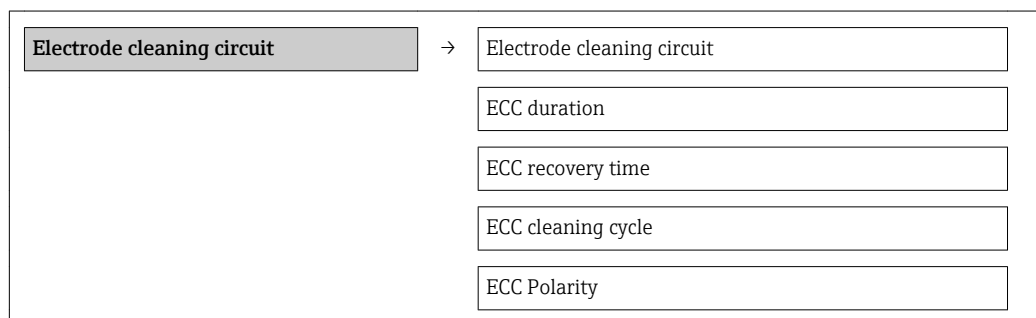 Electrode cleaning circuit → Electrode cleaning circuit
ECC duration
ECC recovery time
ECC cleaning cycle
ECC Polarity